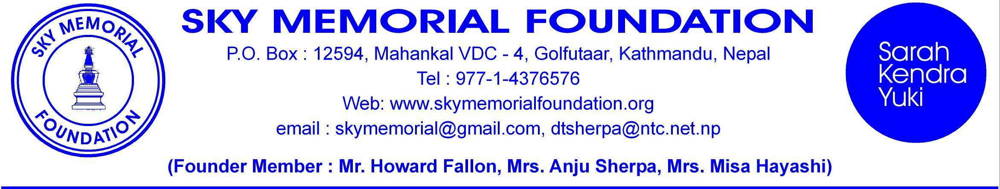 SKY MEMORIAL FOUNDATION
SKY MEMORIAL FOUNDATION
P.O. Box : 12594, Mahankal VDC - 4, Golfutaar, Kathmandu, Nepal
Tel : 977-1-4376576
Web: www.skymemorialfoundation.org
email : skymemorial@gmail.com, dtsherpa@ntc.net.np
(Founder Member : Mr. Howard Fallon, Mrs. Anju Sherpa, Mrs. Misa Hayashi)
Sarah
Kendra
Yuki